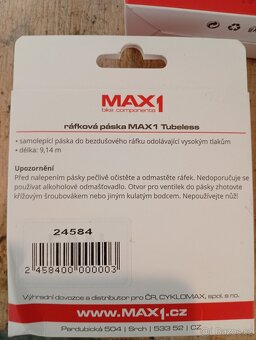 MAX1
bike components
ráfková páska MAX1 Tubeless
• samolepící páska do bezdušového ráfku odolávající vysokým tlakům
• délka: 9,14 m
Upozornění
Před nalepením pásky pečlivě očistěte a odmastěte ráfek. Nedoporučuje se
používat alkoholové odmašťovadlo. Otvor pro ventilek do pásky zhotovte
křížovým šroubovákem nebo jiným kulatým bodcem. Nepoužívejte nůž!
24584
2 458400 000003
Výhradní dovozce a distributor pro ČR, CYKLOMAX, spol. s r.o.
www.MAX1.cz
Pardubická 504 | Srch | 533 52 | CZ